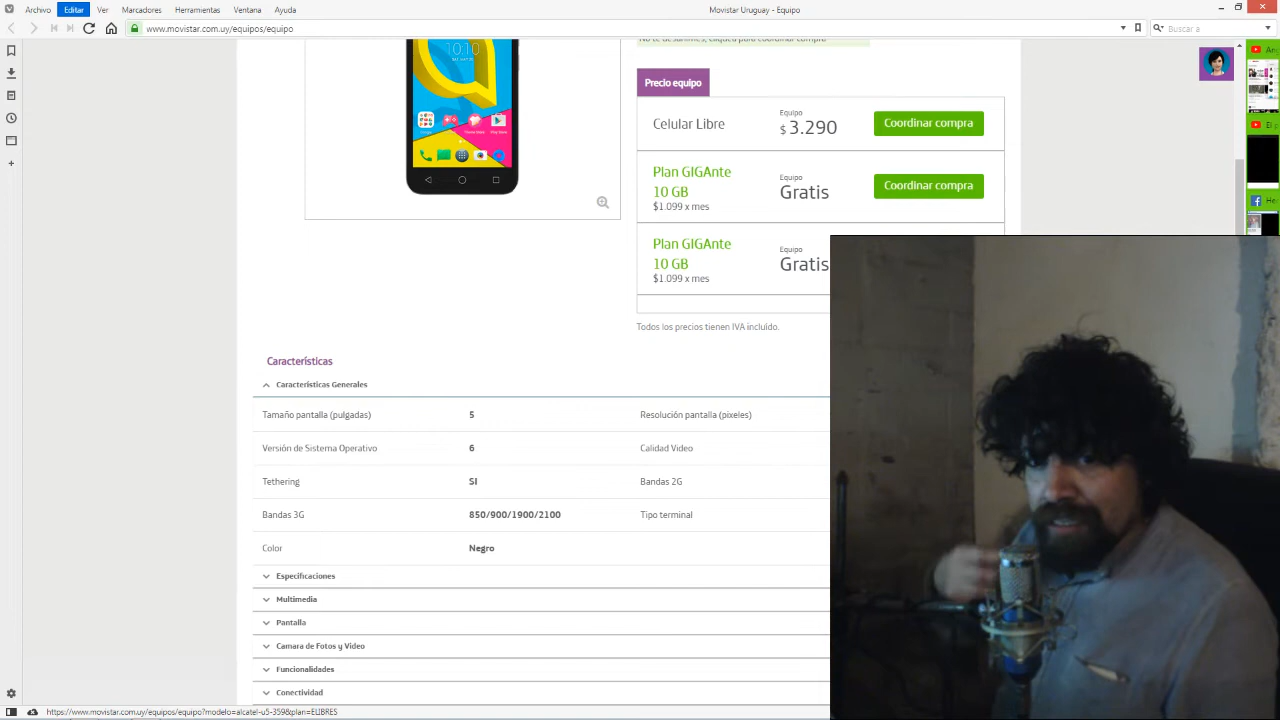 Archivo Editar Ver Marcadores Herramientas Ventana Ayuda
Movistar Uruguay - Equipo
www.movistar.com.uy/equipos/equipo
Buscar a
10:10
Precio equipo
Celular Libre
Equipo
$ 3.290
Coordinar compra
Plan GIGAnte
10 GB
$1.099 x mes
Equipo
Gratis
Coordinar compra
Plan GIGAnte
10 GB
$1.099 x mes
Equipo
Gratis
Todos los precios tienen IVA incluido.
Características
Características Generales
Tamaño pantalla (pulgadas) 5 Resolución pantalla (pixeles)
Versión de Sistema Operativo 6 Calidad Video
Tethering SI Bandas 2G
Bandas 3G 850/900/1900/2100 Tipo terminal
Color Negro
Especificaciones
Multimedia
Pantalla
Camara de Fotos y Video
Funcionalidades
Conectividad
https://www.movistar.com.uy/equipos/equipo?modelo=alcatel-u5-359&plan=ELIBRES